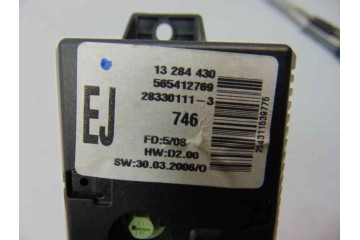 13 284 430
565412769
28330111-3
EJ
746
FD:5/08
HW:D2.00
SW:30.03.2006/0